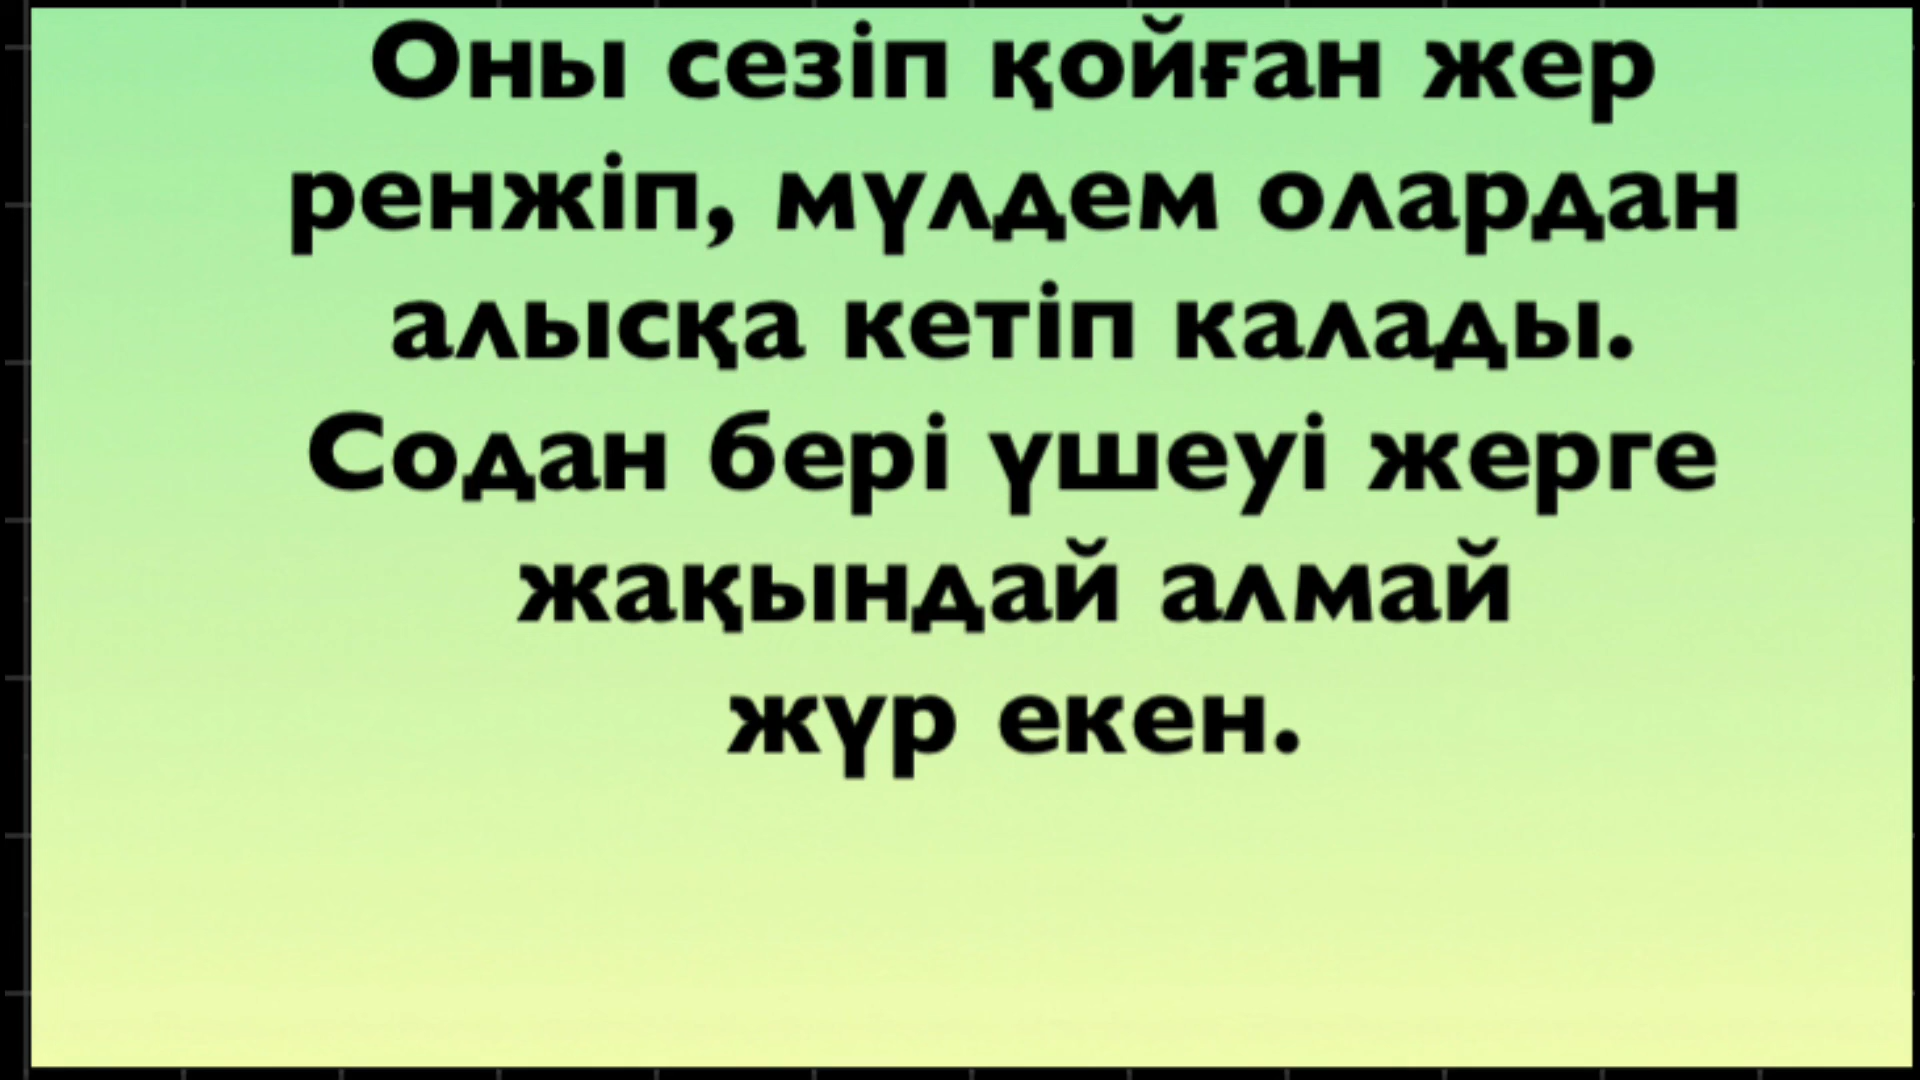 Оны сезіп қойған жер
ренжіп, мүлдем олардан
алысқа кетіп калады.
Содан бері үшеуі жерге
жақындай алмай
жүр екен.